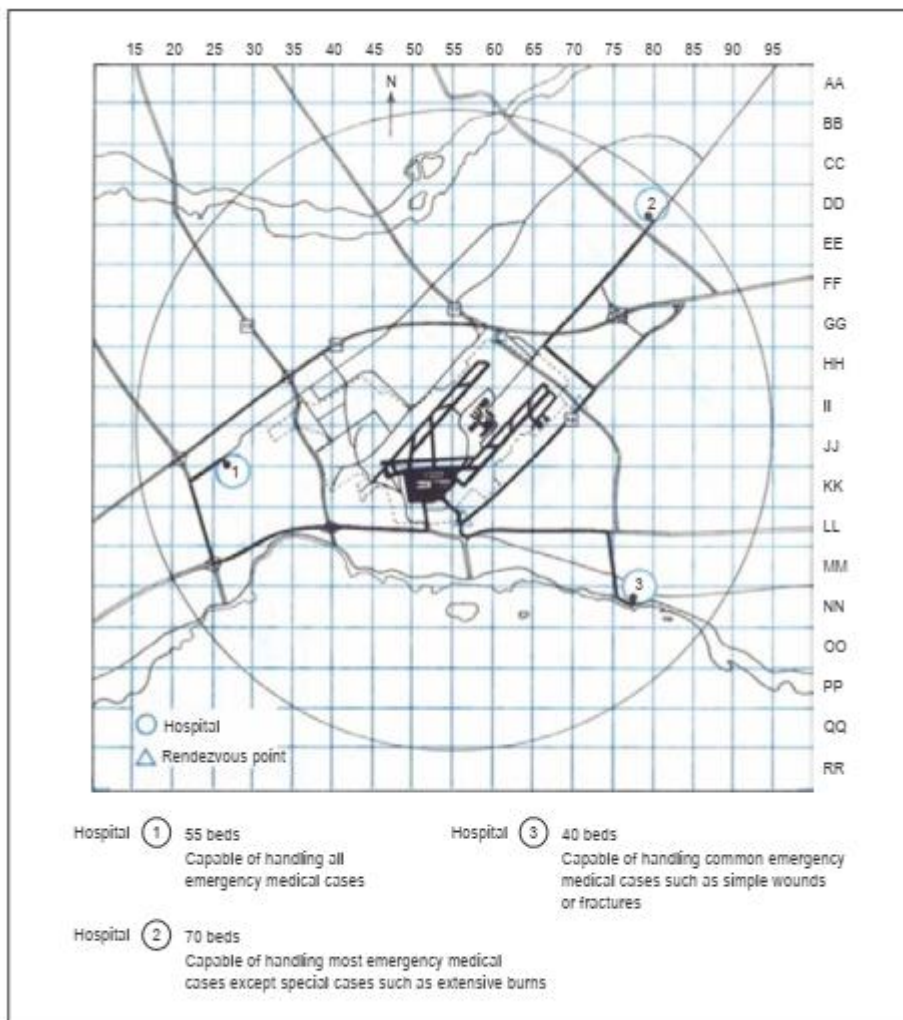 15 20 25 30 35 40 45 50 55 60 65 70 75 80 85 90 95
N
AA
BB
CC
DD
EE
FF
GG
HH
II
JJ
KK
LL
MM
NN
OO
PP
QQ
RR
2
1
3
Hospital
Rendezvous point
Hospital 1 55 beds
Capable of handling all
emergency medical cases
Hospital 3 40 beds
Capable of handling common emergency
medical cases such as simple wounds
or fractures
Hospital 2 70 beds
Capable of handling most emergency medical
cases except special cases such as extensive burns